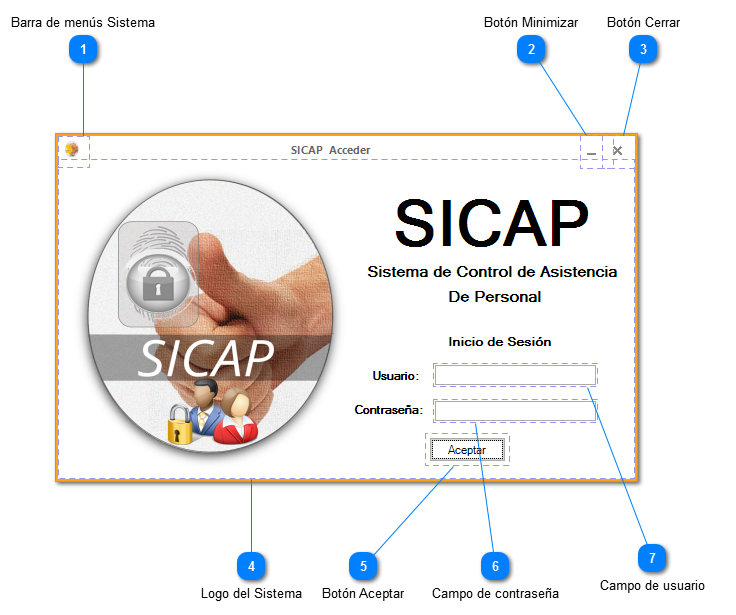 Barra de menús Sistema
Botón Minimizar
Botón Cerrar
1
2
3
SICAP Acceder
SICAP
Sistema de Control de Asistencia
De Personal
SICAP
Inicio de Sesión
Usuario:
Contraseña:
Aceptar
4
5
6
7
Logo del Sistema
Botón Aceptar
Campo de contraseña
Campo de usuario